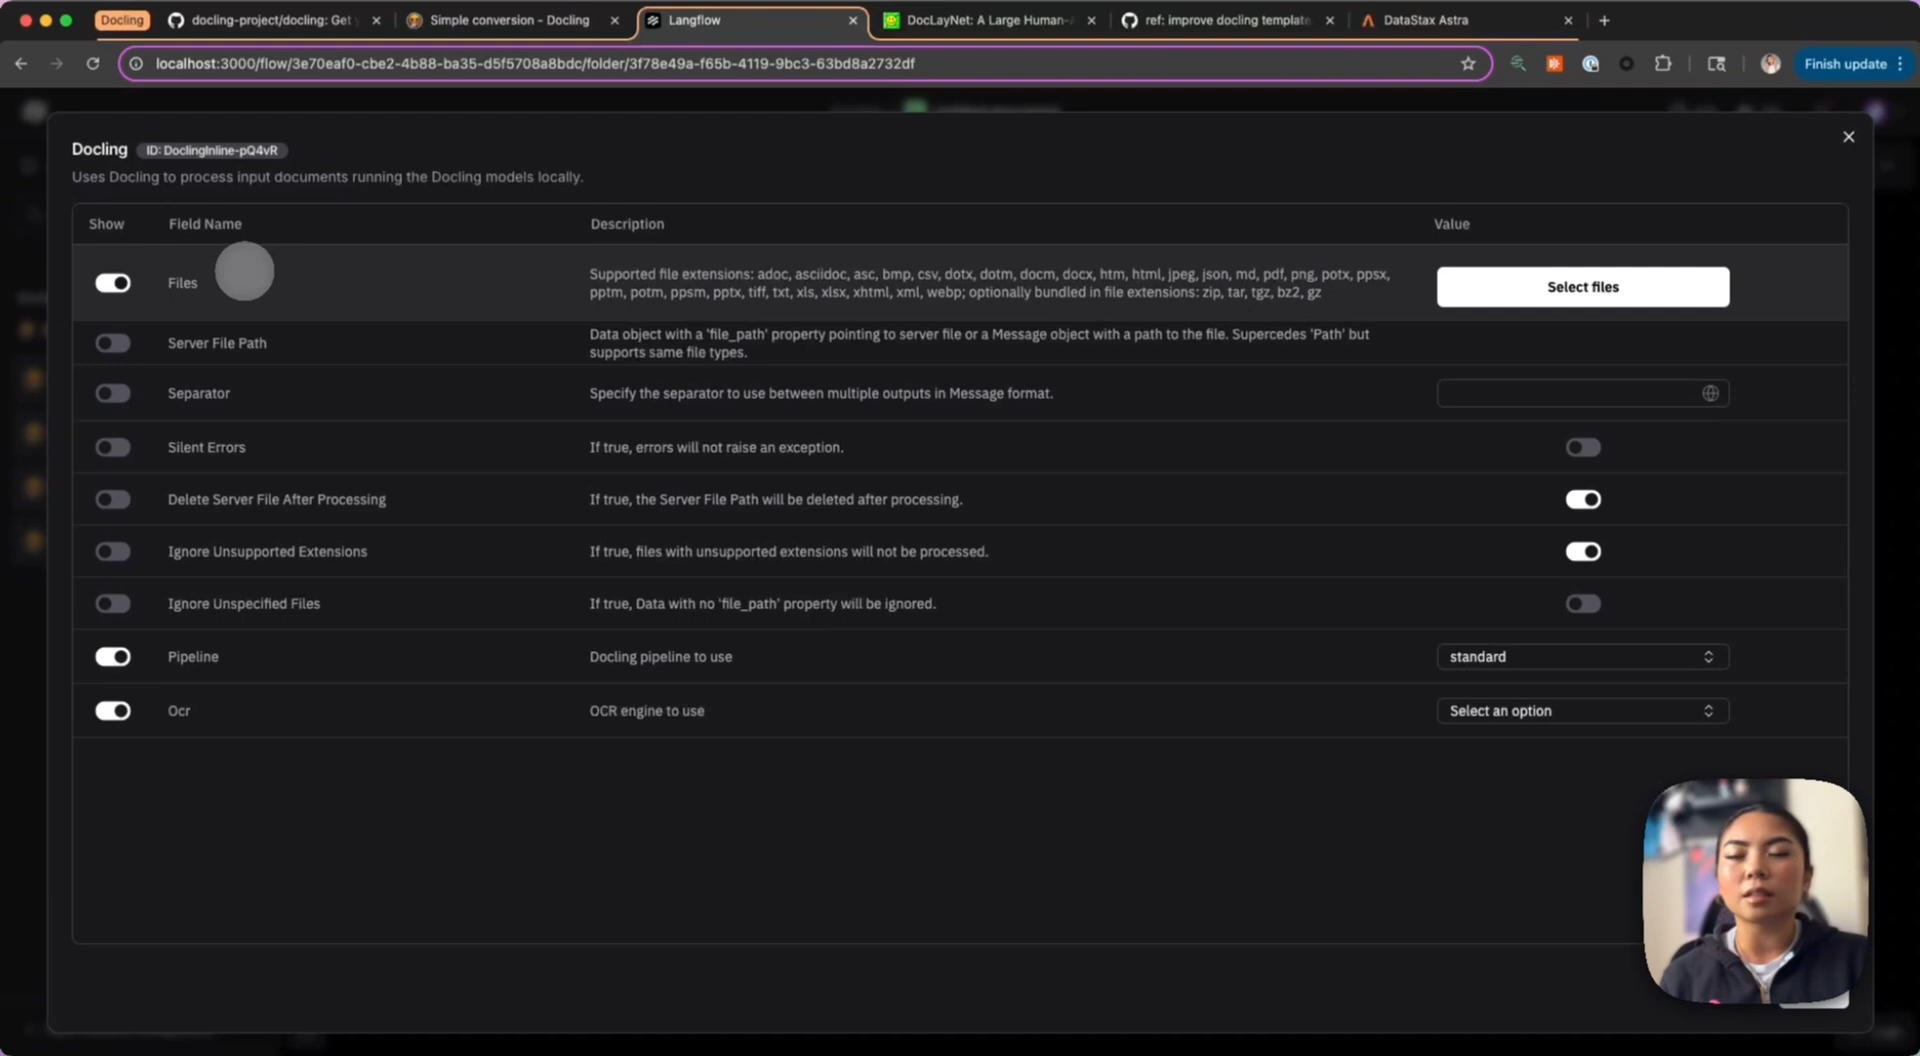 Docling
docling-project/docling: Get y
Simple conversion - Docling
Langflow
DocLayNet: A Large Human-A
ref: improve docling template
DataStax Astra
localhost:3000/flow/3e70eaf0-cbe2-4b88-ba35-d5f5708a8bdc/folder/3f78e49a-f65b-4119-9bc3-63bd8a2732df
Finish update
Docling ID: DoclingInline-pQ4vR
Uses Docling to process input documents running the Docling models locally.
Show Field Name Description Value
Files
Supported file extensions: adoc, asciidoc, asc, bmp, csv, dotx, dotm, docm, docx, htm, html, jpeg, json, md, pdf, png, potx, ppsx,
pptm, potm, ppsm, pptx, tiff, txt, xls, xlsx, xhtml, xml, webp; optionally bundled in file extensions: zip, tar, tgz, bz2, gz
Select files
Server File Path
Data object with a 'file_path' property pointing to server file or a Message object with a path to the file. Supercedes 'Path' but
supports same file types.
Separator Specify the separator to use between multiple outputs in Message format.
Silent Errors If true, errors will not raise an exception.
Delete Server File After Processing If true, the Server File Path will be deleted after processing.
Ignore Unsupported Extensions If true, files with unsupported extensions will not be processed.
Ignore Unspecified Files If true, Data with no 'file_path' property will be ignored.
Pipeline Docling pipeline to use standard
Ocr OCR engine to use Select an option